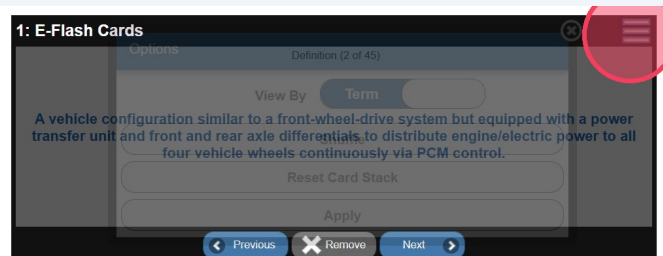 1: E-Flash Cards
Options
Definition (2 of 45)
View By Term
A vehicle configuration similar to a front-wheel-drive system but equipped with a power
transfer unit and front and rear axle differentials to distribute engine/electric power to all
Shuffle
four vehicle wheels continuously via PCM control.
Reset Card Stack
Apply
Previous Remove Next